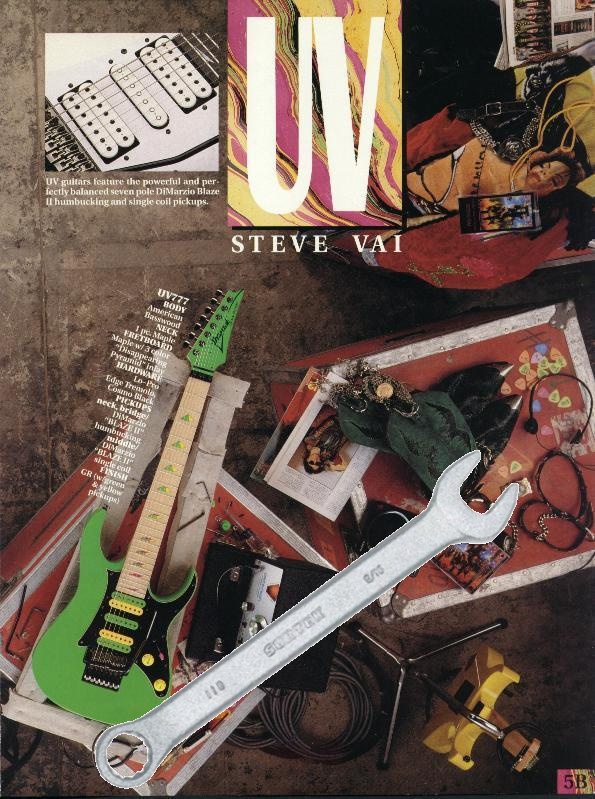 UV
UV guitars feature the powerful and per-
fectly balanced seven pole DiMarzio Blaze
II humbucking and single coil pickups.
STEVE VAI
UV777
BODY
American
Basswood
NECK
1 pc. Maple
FRETBOARD
Maple w/3 color
"Disappearing
Pyramid" inlay
HARDWARE
Lo-Pro
Edge Tremolo,
Cosmo Black
PICKUPS
neck, bridge/
DiMarzio
"BLAZE II"
humbucking
middle/
DiMarzio
"BLAZE II"
single coil
FINISH
GR (w/green
& yellow
pickups)
Ibanez
5B